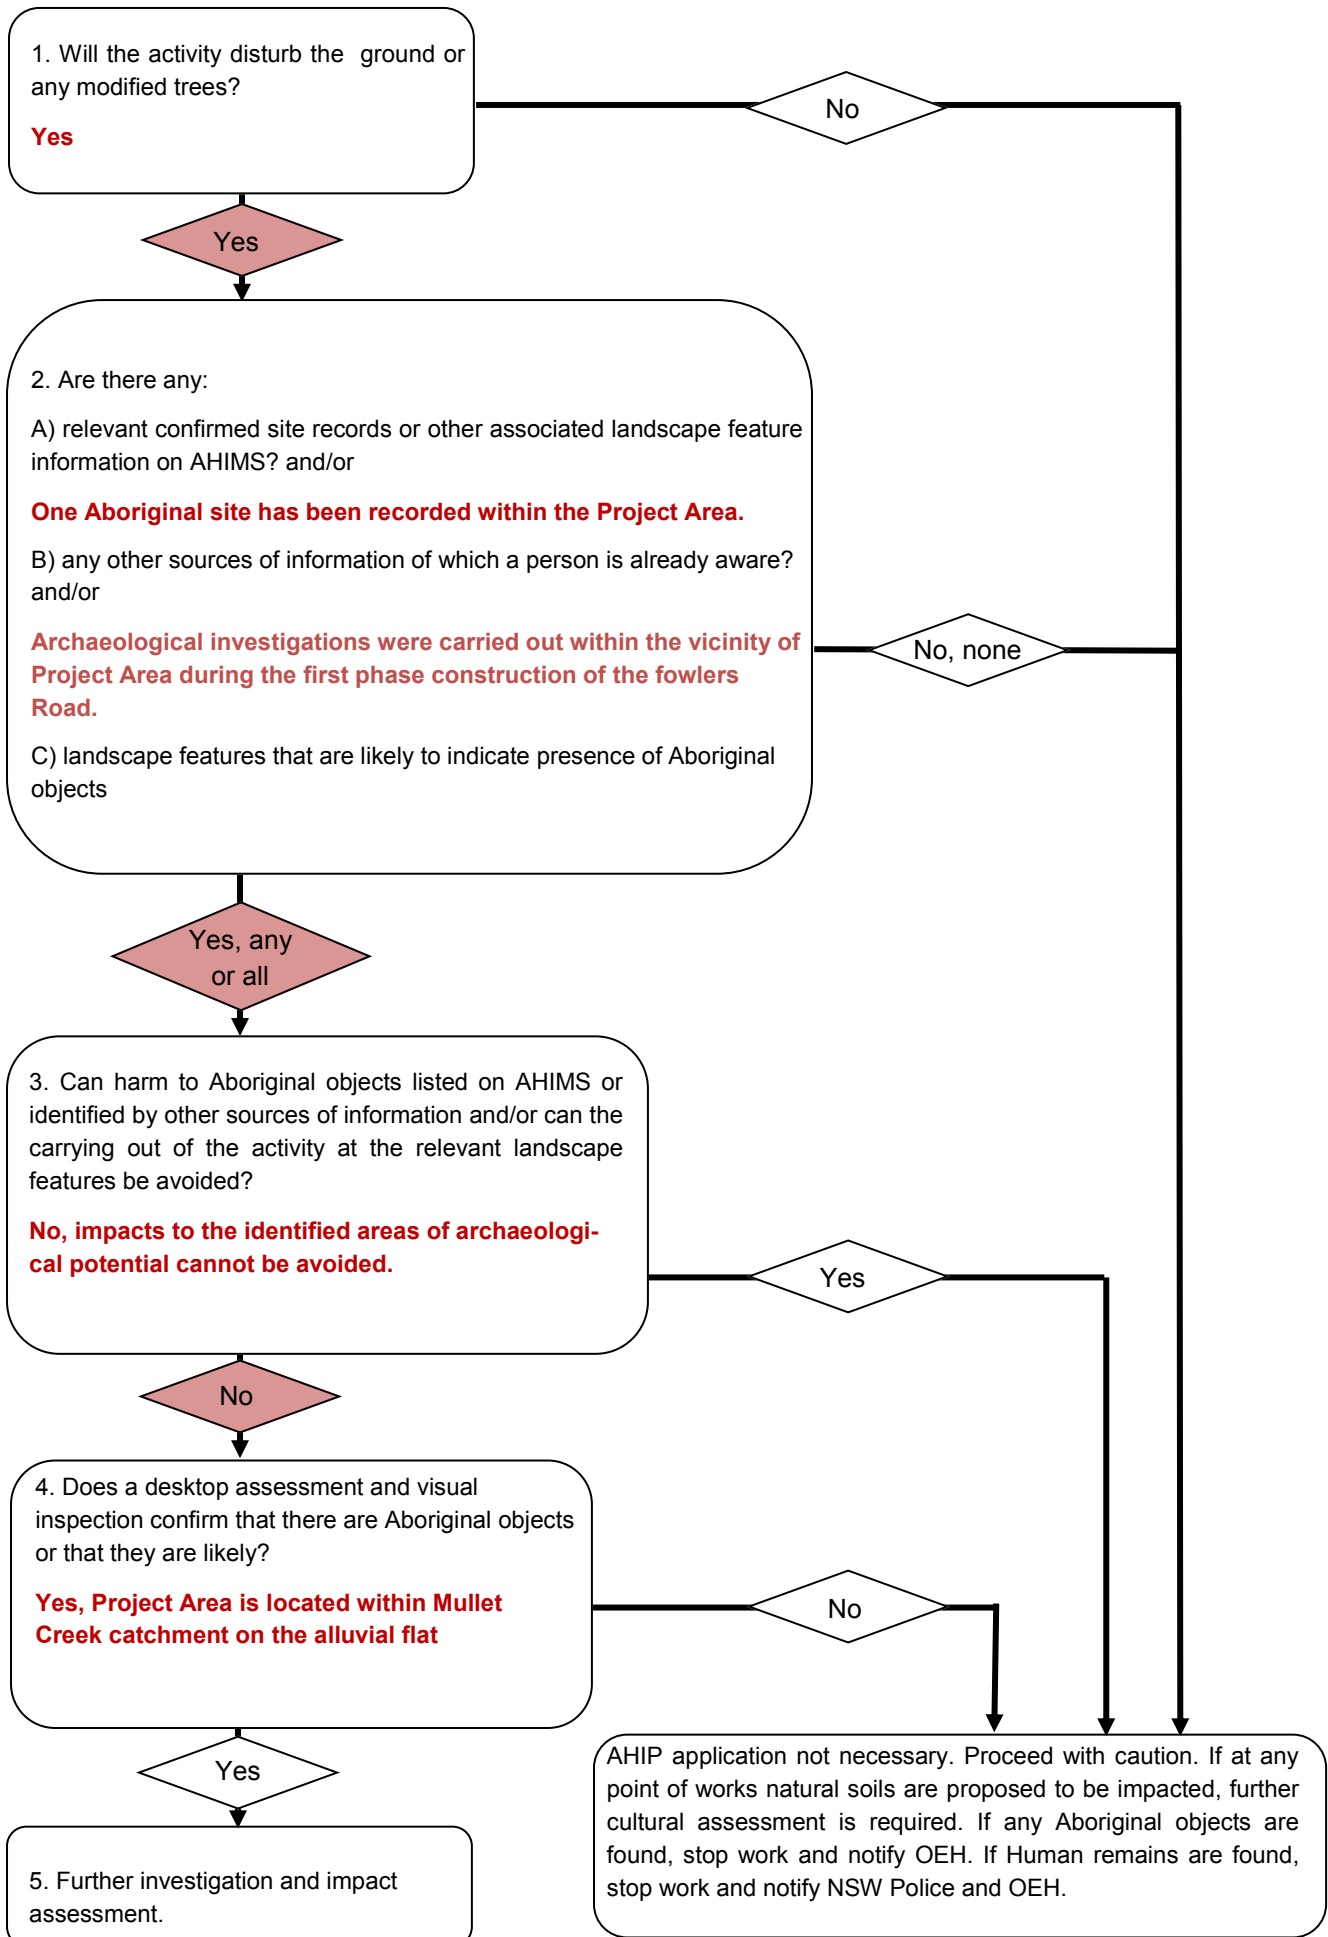 1. Will the activity disturb the ground or
any modified trees?
Yes
No
Yes
2. Are there any:
A) relevant confirmed site records or other associated landscape feature
information on AHIMS? and/or
One Aboriginal site has been recorded within the Project Area.
B) any other sources of information of which a person is already aware?
and/or
Archaeological investigations were carried out within the vicinity of
Project Area during the first phase construction of the fowlers
Road.
C) landscape features that are likely to indicate presence of Aboriginal
objects
No, none
Yes, any
or all
3. Can harm to Aboriginal objects listed on AHIMS or
identified by other sources of information and/or can the
carrying out of the activity at the relevant landscape
features be avoided?
No, impacts to the identified areas of archaeologi-
cal potential cannot be avoided.
Yes
No
4. Does a desktop assessment and visual
inspection confirm that there are Aboriginal objects
or that they are likely?
Yes, Project Area is located within Mullet
Creek catchment on the alluvial flat
No
Yes
5. Further investigation and impact
assessment.
AHIP application not necessary. Proceed with caution. If at any
point of works natural soils are proposed to be impacted, further
cultural assessment is required. If any Aboriginal objects are
found, stop work and notify OEH. If Human remains are found,
stop work and notify NSW Police and OEH.